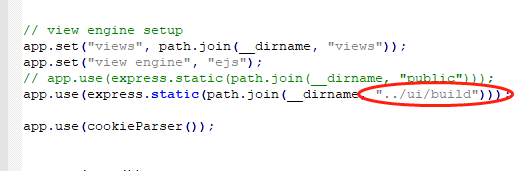 // view engine setup
app.set("views", path.join(__dirname, "views"));
app.set("view engine", "ejs");
// app.use(express.static(path.join(__dirname, "public")));
app.use(express.static(path.join(__dirname, "../ui/build")));
app.use(cookieParser());